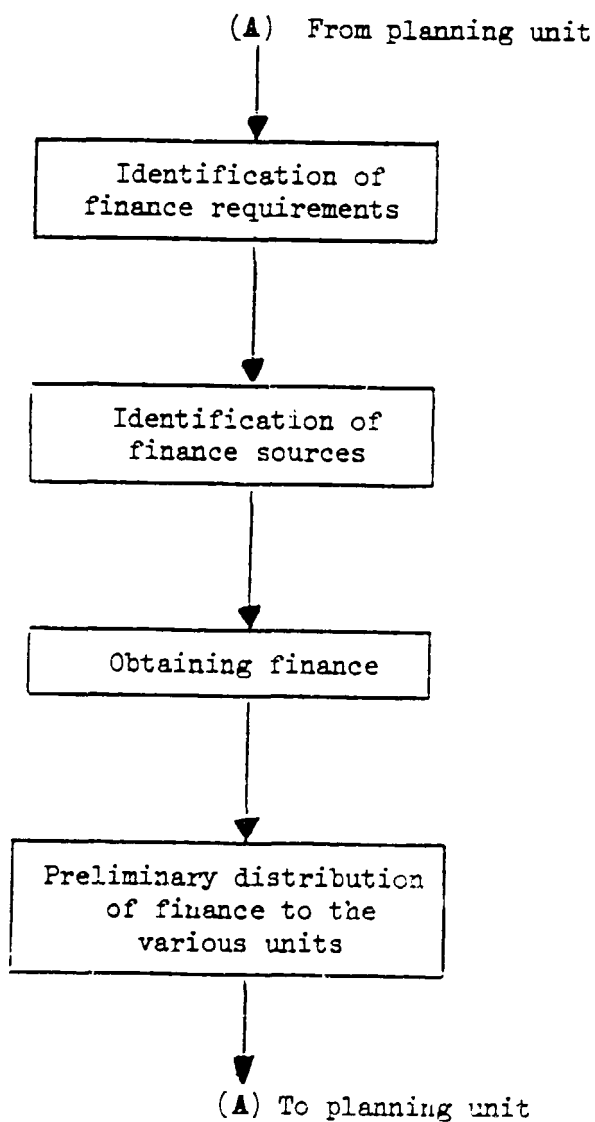 (A) From planning unit
Identification of
finance requirements
Identification of
finance sources
Obtaining finance
Preliminary distribution
of finance to the
various units
(A) To planning unit